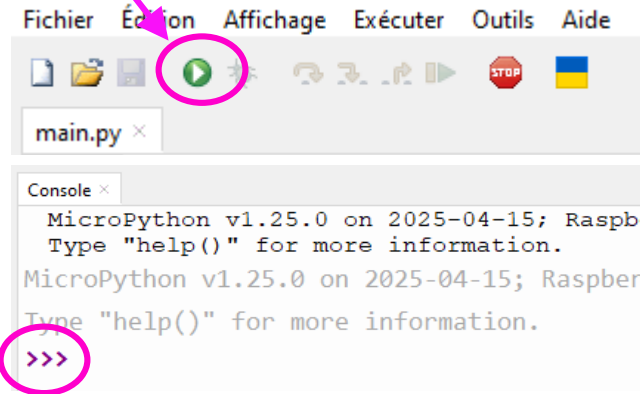 Fichier Édition Affichage Exécuter Outils Aide
STOP
main.py ×
Console ×
MicroPython v1.25.0 on 2025-04-15; Raspb
Type "help()" for more information.
MicroPython v1.25.0 on 2025-04-15; Raspber
Type "help()" for more information.
>>>